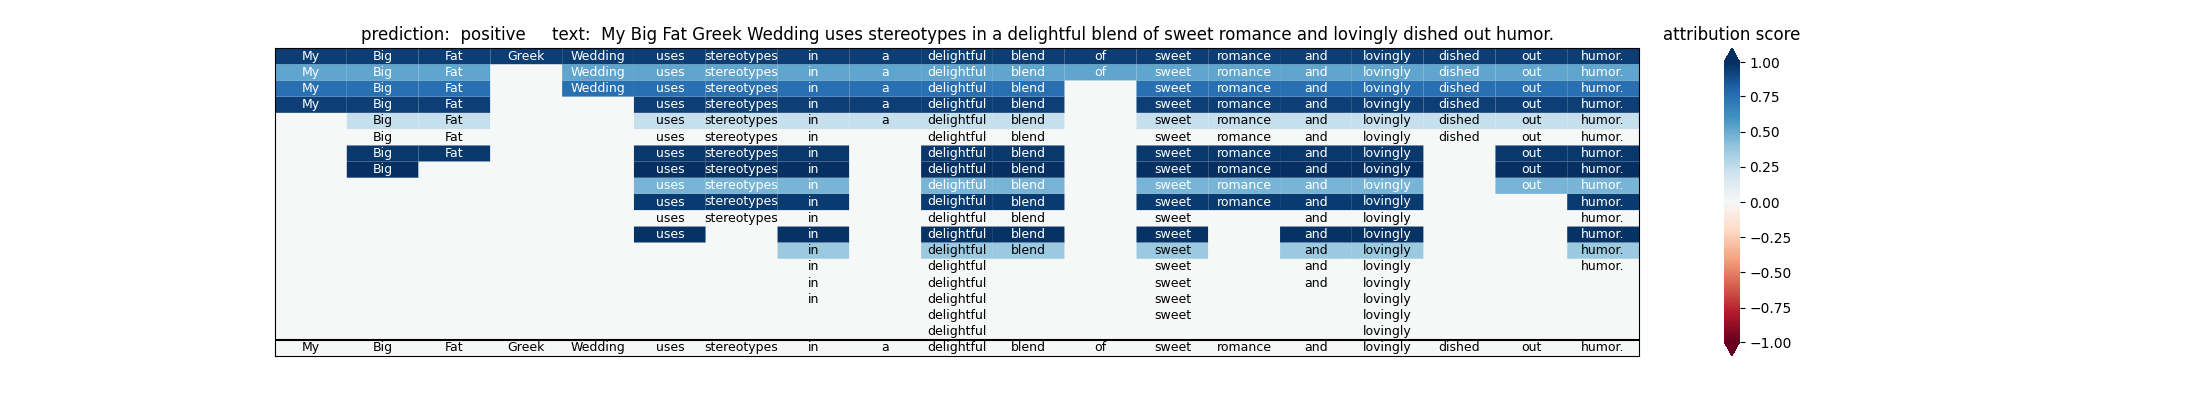 prediction: positive text: My Big Fat Greek Wedding uses stereotypes in a delightful blend of sweet romance and lovingly dished out humor. attribution score
My Big Fat Greek Wedding uses stereotypes in a delightful blend of sweet romance and lovingly dished out humor. 1.00
My Big Fat Wedding uses stereotypes in a delightful blend of sweet romance and lovingly dished out humor.
My Big Fat Wedding uses stereotypes in a delightful blend sweet romance and lovingly dished out humor. 0.75
My Big Fat uses stereotypes in a delightful blend sweet romance and lovingly dished out humor.
Big Fat uses stereotypes in a delightful blend sweet romance and lovingly dished out humor.
Big Fat uses stereotypes in delightful blend sweet romance and lovingly dished out humor. 0.50
Big Fat uses stereotypes in delightful blend sweet romance and lovingly out humor.
Big uses stereotypes in delightful blend sweet romance and lovingly out humor. 0.25
uses stereotypes in delightful blend sweet romance and lovingly out humor.
uses stereotypes in delightful blend sweet romance and lovingly humor. 0.00
uses stereotypes in delightful blend sweet and lovingly humor.
uses in delightful blend sweet and lovingly humor. −0.25
in delightful blend sweet and lovingly humor.
in delightful sweet and lovingly humor. −0.50
in delightful sweet and lovingly
in delightful sweet lovingly
delightful sweet lovingly −0.75
delightful lovingly
My Big Fat Greek Wedding uses stereotypes in a delightful blend of sweet romance and lovingly dished out humor. −1.00